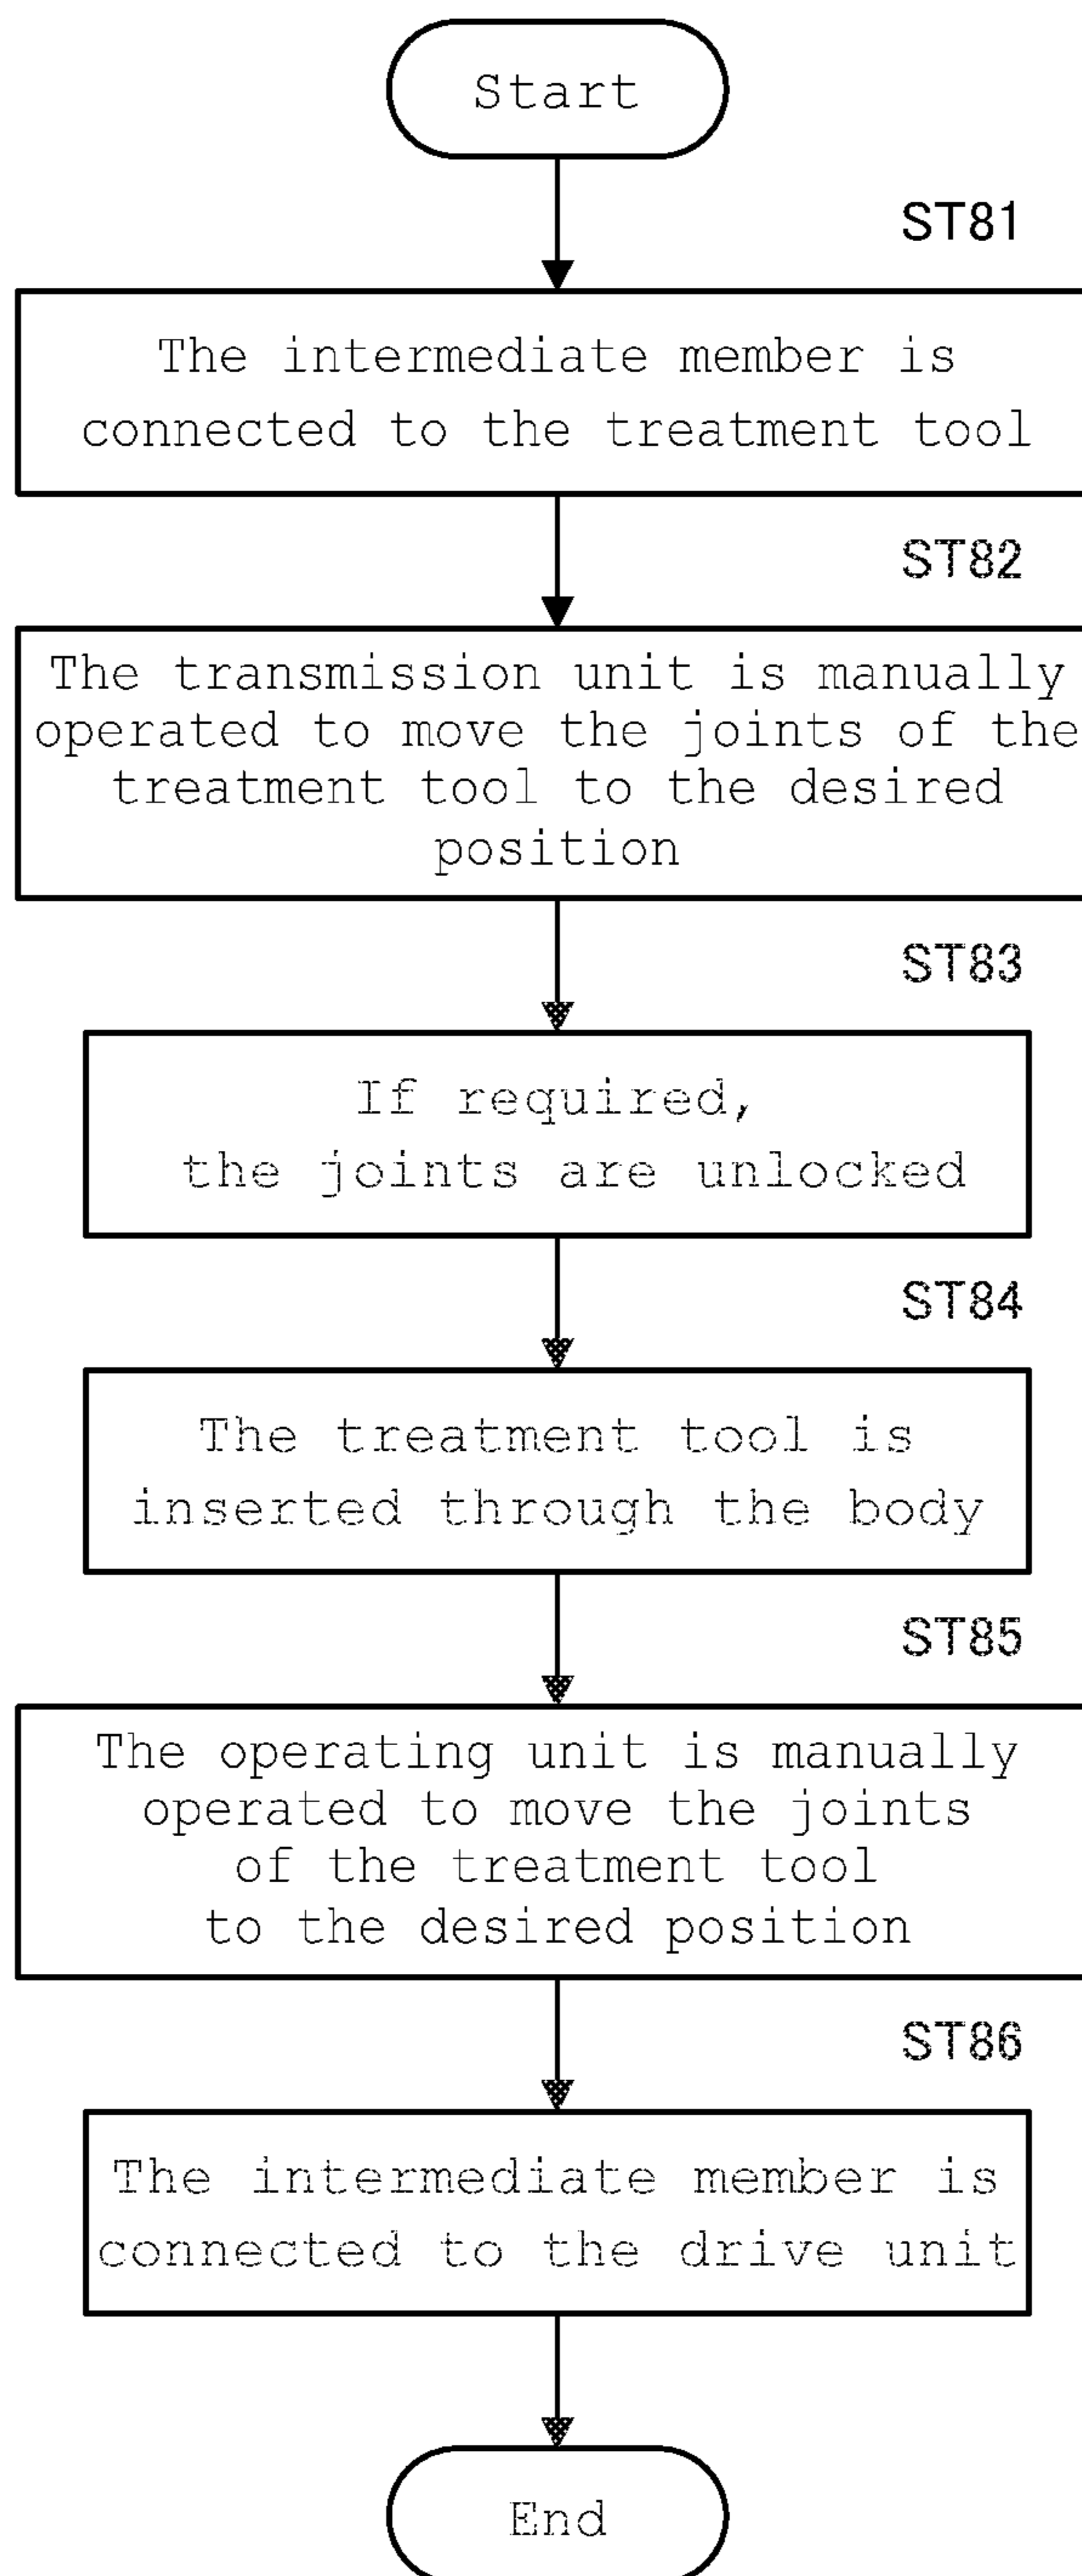 Start
ST81
The intermediate member is
connected to the treatment tool
ST82
The transmission unit is manually
operated to move the joints of the
treatment tool to the desired
position
ST83
If required,
the joints are unlocked
ST84
The treatment tool is
inserted through the body
ST85
The operating unit is manually
operated to move the joints
of the treatment tool
to the desired position
ST86
The intermediate member is
connected to the drive unit
End